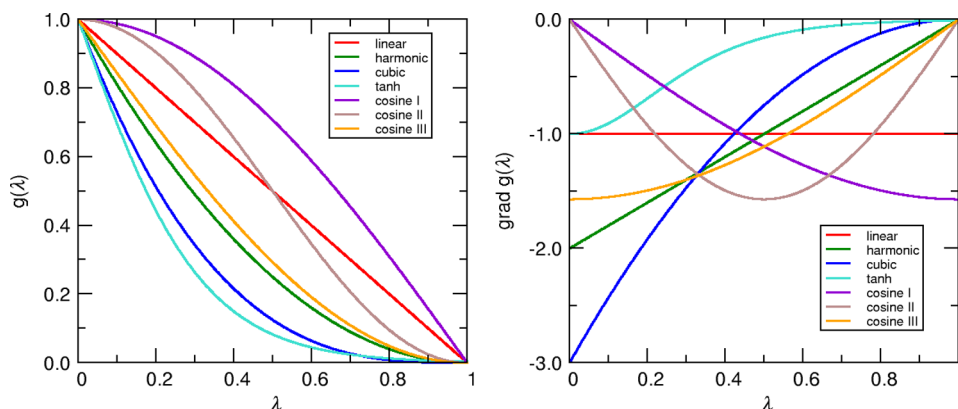 1.0
0.8
0.6
0.4
0.2
0.0
g(λ)
linear
harmonic
cubic
tanh
cosine I
cosine II
cosine III
0 0.2 0.4 0.6 0.8 1
λ
0.0
-1.0
-2.0
-3.0
grad g(λ)
linear
harmonic
cubic
tanh
cosine I
cosine II
cosine III
0 0.2 0.4 0.6 0.8
λ